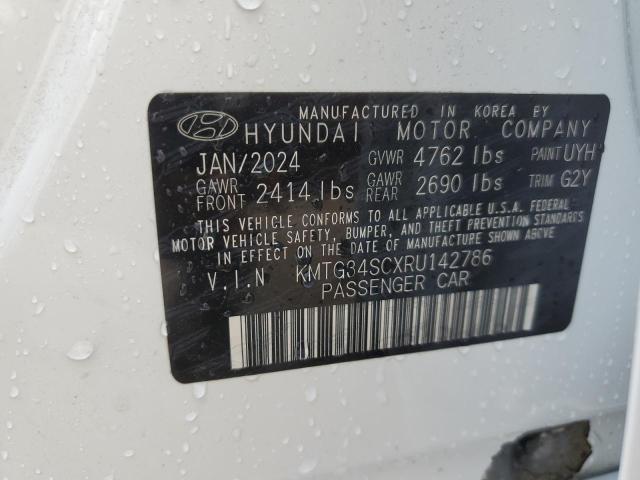 MANUFACTURED IN KOREA BY
HYUNDAI MOTOR COMPANY
JAN/2024 GVWR 4762 lbs PAINT UYH
GAWR FRONT 2414 lbs GAWR REAR 2690 lbs TRIM G2Y
THIS VEHICLE CONFORMS TO ALL APPLICABLE U.S.A. FEDERAL
MOTOR VEHICLE SAFETY, BUMPER, AND THEFT PREVENTION STANDARDS
IN EFFECT ON THE DATE OF MANUFACTURE SHOWN ABOVE.
V.I.N KMTG34SCXRU142786
PASSENGER CAR